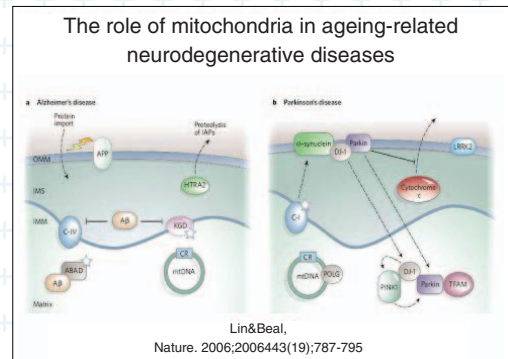 The role of mitochondria in ageing-related
neurodegenerative diseases
a Alzheimer's disease
Protein
import
APP
Proteolysis
of IAPs
OMM
HTRA2
IMS
IMM
C-IV
Aβ
KGD
CR
mtDNA
ABAD
Aβ
Matrix
b Parkinson's disease
α-synuclein
DJ-1
Parkin
LRRK2
Cytochrome
c
C-I
CR
mtDNA
POLG
DJ-1
PINK1
Parkin
TFAM
Lin&Beal,
Nature. 2006;2006443(19);787-795